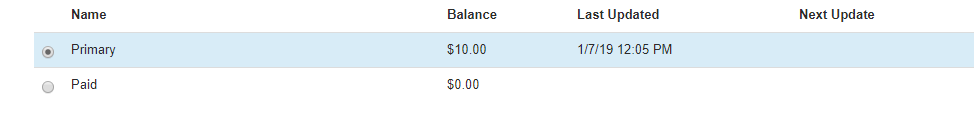 Name Balance Last Updated Next Update
Primary $10.00 1/7/19 12:05 PM
Paid $0.00